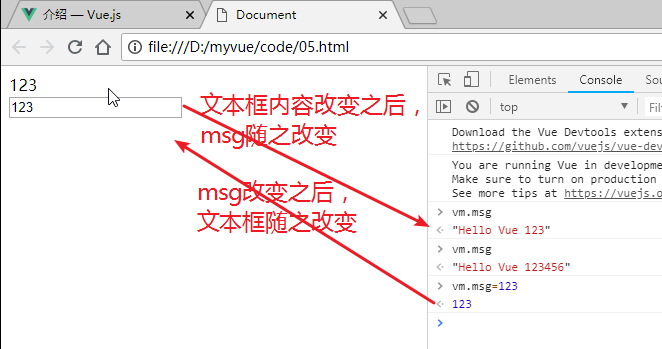 介绍 — Vue.js
Document
file:///D:/myvue/code/05.html
123
123
文本框内容改变之后，
msg随之改变
msg改变之后，
文本框随之改变
Elements
Console
Sou
top
Filt
Download the Vue Devtools extens
https://github.com/vuejs/vue-dev
You are running Vue in developme
Make sure to turn on production
See more tips at https://vuejs.o
vm.msg
"Hello Vue 123"
vm.msg
"Hello Vue 123456"
vm.msg=123
123